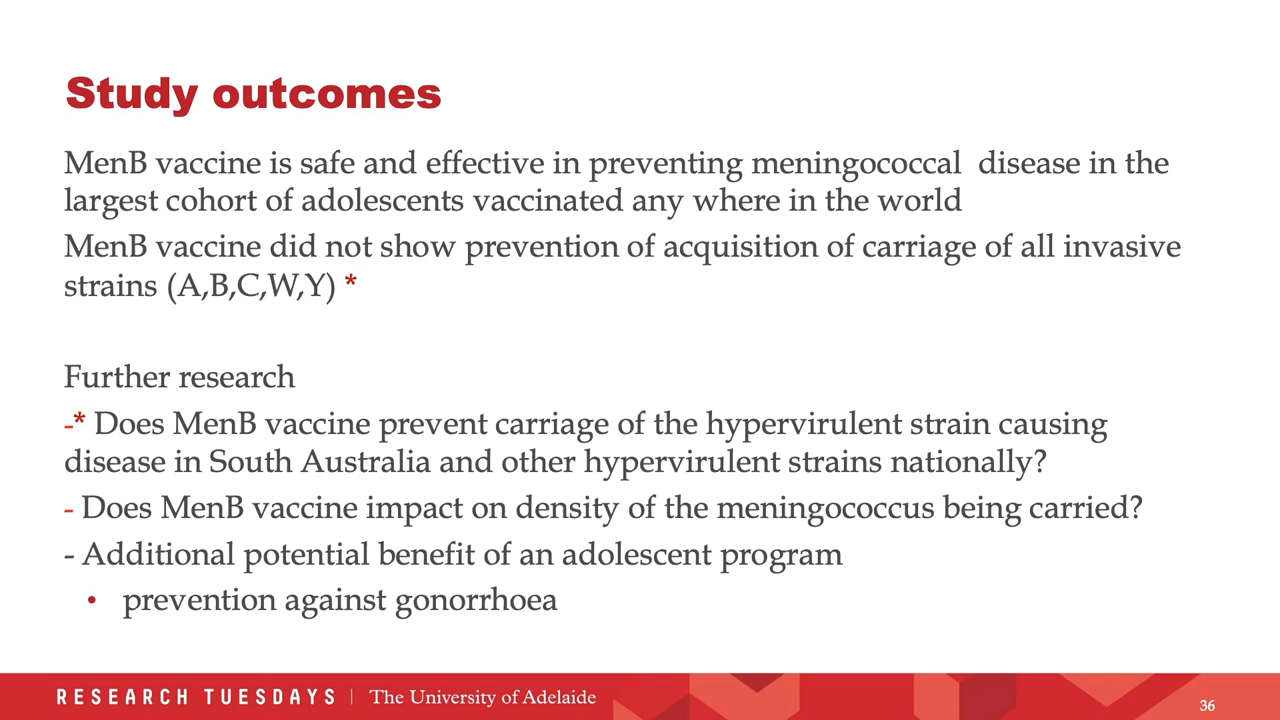 Study outcomes
MenB vaccine is safe and effective in preventing meningococcal  disease in the
largest cohort of adolescents vaccinated any where in the world
MenB vaccine did not show prevention of acquisition of carriage of all invasive
strains (A,B,C,W,Y) *
Further research
-* Does MenB vaccine prevent carriage of the hypervirulent strain causing
disease in South Australia and other hypervirulent strains nationally?
- Does MenB vaccine impact on density of the meningococcus being carried?
- Additional potential benefit of an adolescent program
• prevention against gonorrhoea
RESEARCH TUESDAYS | The University of Adelaide
36